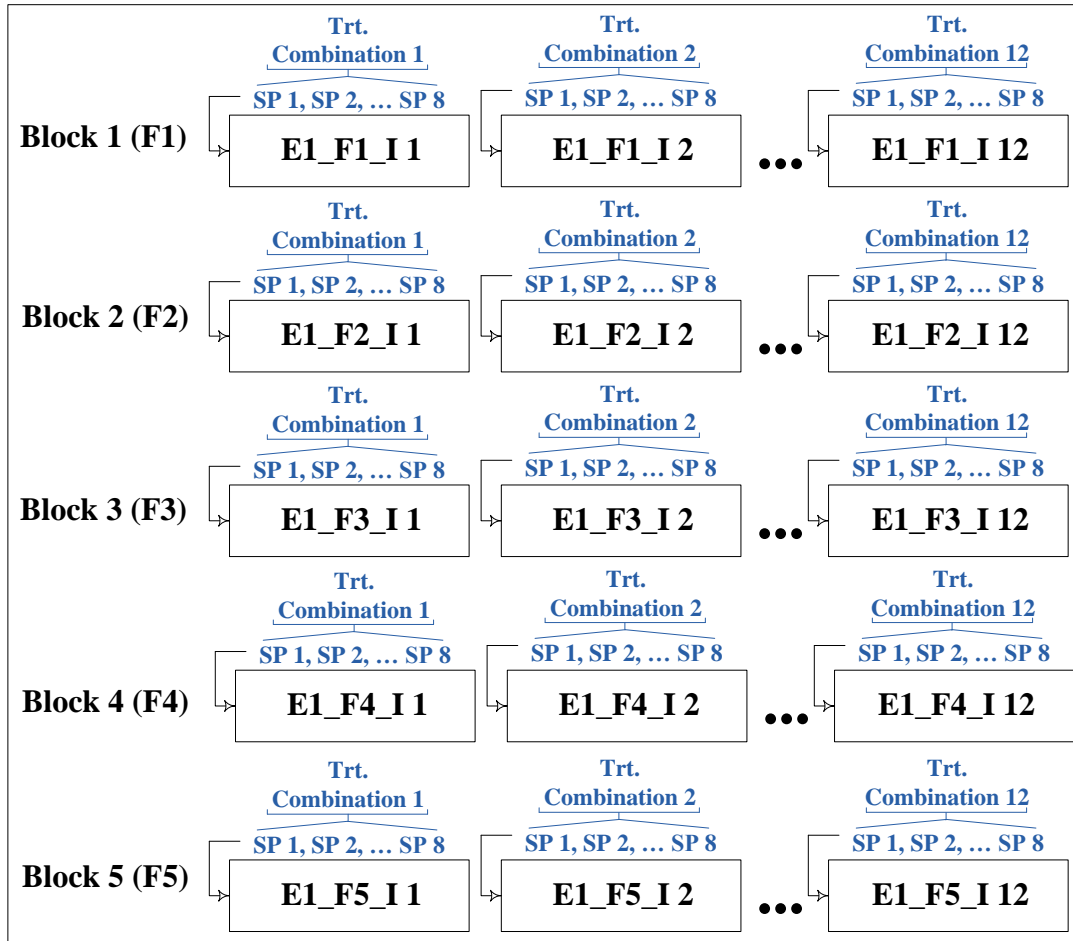 Trt. Trt. Trt.
Combination 1 Combination 2 Combination 12
SP 1, SP 2, … SP 8 SP 1, SP 2, … SP 8 SP 1, SP 2, … SP 8
Block 1 (F1) E1_F1_I 1 E1_F1_I 2 ●●● E1_F1_I 12
Trt. Trt. Trt.
Combination 1 Combination 2 Combination 12
SP 1, SP 2, … SP 8 SP 1, SP 2, … SP 8 SP 1, SP 2, … SP 8
Block 2 (F2) E1_F2_I 1 E1_F2_I 2 ●●● E1_F2_I 12
Trt. Trt. Trt.
Combination 1 Combination 2 Combination 12
SP 1, SP 2, … SP 8 SP 1, SP 2, … SP 8 SP 1, SP 2, … SP 8
Block 3 (F3) E1_F3_I 1 E1_F3_I 2 ●●● E1_F3_I 12
Trt. Trt. Trt.
Combination 1 Combination 2 Combination 12
SP 1, SP 2, … SP 8 SP 1, SP 2, … SP 8 SP 1, SP 2, … SP 8
Block 4 (F4) E1_F4_I 1 E1_F4_I 2 ●●● E1_F4_I 12
Trt. Trt. Trt.
Combination 1 Combination 2 Combination 12
SP 1, SP 2, … SP 8 SP 1, SP 2, … SP 8 SP 1, SP 2, … SP 8
Block 5 (F5) E1_F5_I 1 E1_F5_I 2 ●●● E1_F5_I 12